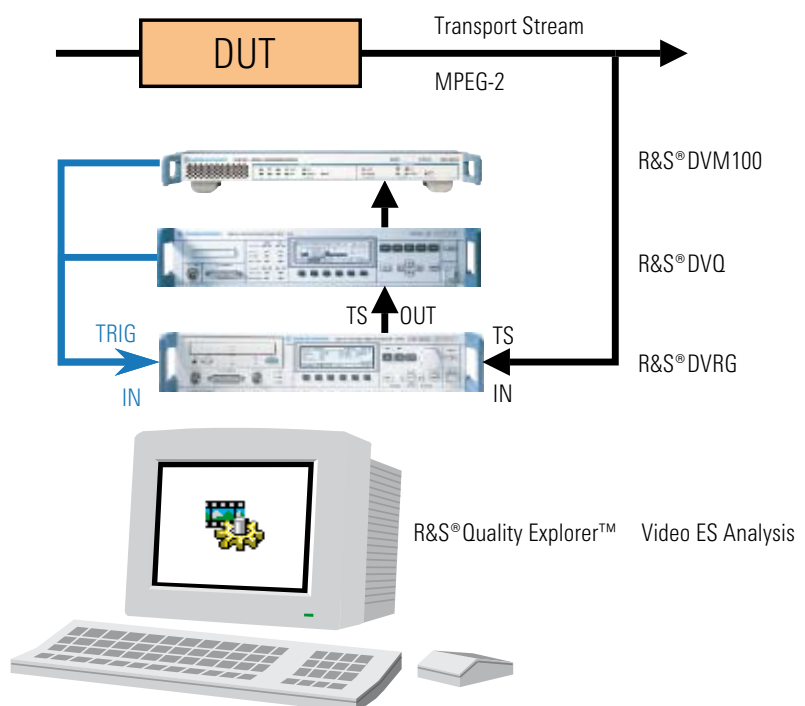 DUT
Transport Stream
MPEG-2
R&S®DVM100
R&S®DVQ
TS OUT
TRIG
IN
TS
IN
R&S®DVRG
R&S®Quality Explorer™ Video ES Analysis